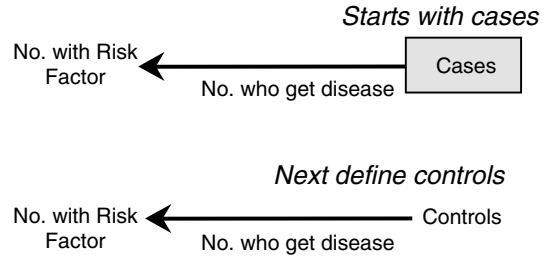 Starts with cases
No. with Risk
Factor
No. who get disease
Cases
Next define controls
No. with Risk
Factor
No. who get disease
Controls